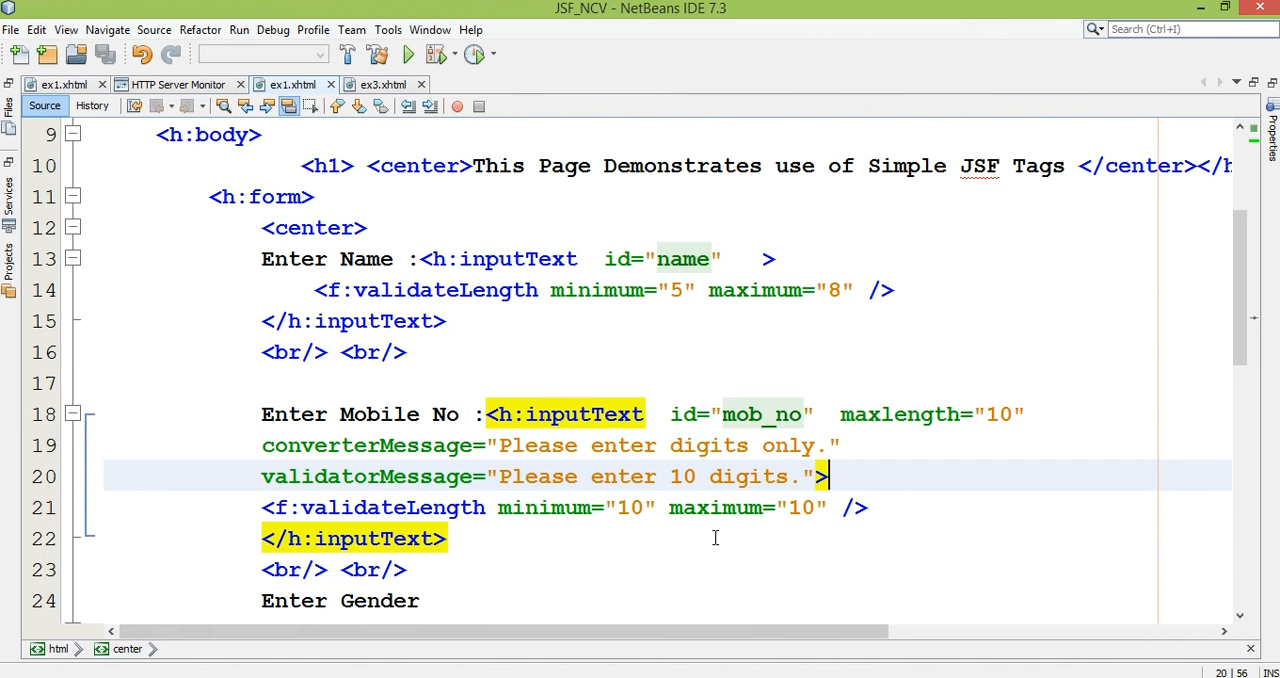 JSF_NCV - NetBeans IDE 7.3
File Edit View Navigate Source Refactor Run Debug Profile Team Tools Window Help
Search (Ctrl+I)
ex1.xhtml HTTP Server Monitor ex1.xhtml ex3.xhtml
Source History
Files
Services
Projects
Properties
9 <h:body>
10 <h1> <center>This Page Demonstrates use of Simple JSF Tags </center></h
11 <h:form>
12 <center>
13 Enter Name :<h:inputText id="name" >
14 <f:validateLength minimum="5" maximum="8" />
15 </h:inputText>
16 <br/> <br/>
17
18 Enter Mobile No :<h:inputText id="mob_no" maxlength="10"
19 converterMessage="Please enter digits only."
20 validatorMessage="Please enter 10 digits.">
21 <f:validateLength minimum="10" maximum="10" />
22 </h:inputText>
23 <br/> <br/>
24 Enter Gender
html center
20 | 56 INS